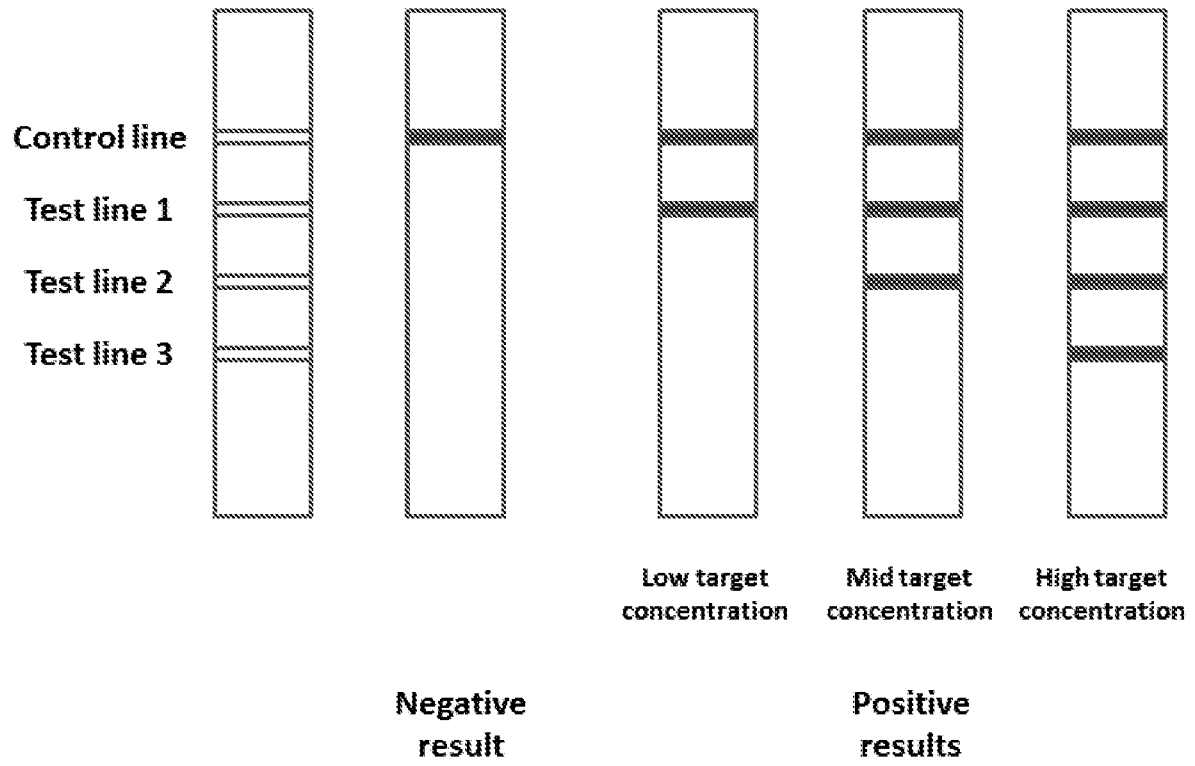 Control line
Test line 1
Test line 2
Test line 3
Low target
concentration
Mid target
concentration
High target
concentration
Negative
result
Positive
results